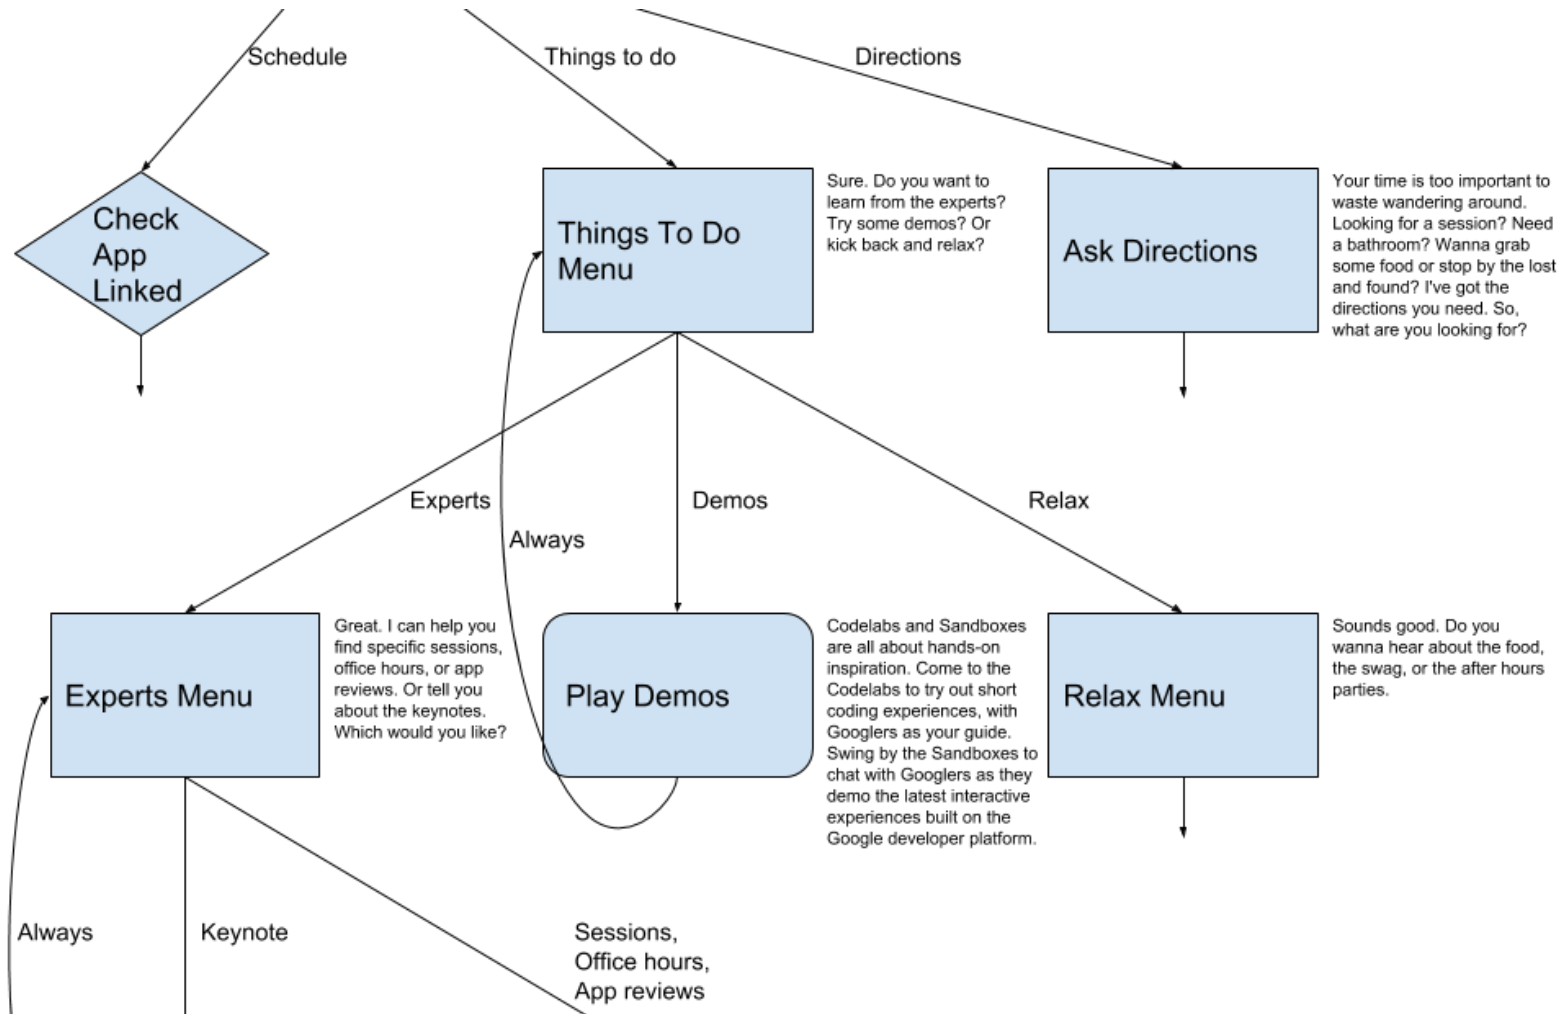 Schedule
Things to do
Directions
Check
App
Linked
Things To Do
Menu
Sure. Do you want to
learn from the experts?
Try some demos? Or
kick back and relax?
Ask Directions
Your time is too important to
waste wandering around.
Looking for a session? Need
a bathroom? Wanna grab
some food or stop by the lost
and found? I've got the
directions you need. So,
what are you looking for?
Experts
Always
Demos
Relax
Experts Menu
Great. I can help you
find specific sessions,
office hours, or app
reviews. Or tell you
about the keynotes.
Which would you like?
Play Demos
Codelabs and Sandboxes
are all about hands-on
inspiration. Come to the
Codelabs to try out short
coding experiences, with
Googlers as your guide.
Swing by the Sandboxes to
chat with Googlers as they
demo the latest interactive
experiences built on the
Google developer platform.
Relax Menu
Sounds good. Do you
wanna hear about the food,
the swag, or the after hours
parties.
Always
Keynote
Sessions,
Office hours,
App reviews